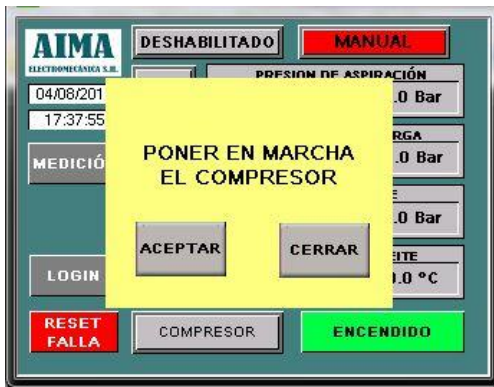 AIMA
ELECTROMECÁNICA S.R.
DESHABILITADO
MANUAL
PRESION DE ASPIRACIÓN
04/08/201
.0 Bar
17:37:55
RGA
MEDICIÓ
.0 Bar
PONER EN MARCHA
EL COMPRESOR
E
.0 Bar
ACEPTAR
CERRAR
EITE
.0 °C
LOGIN
RESET
FALLA
COMPRESOR
ENCENDIDO